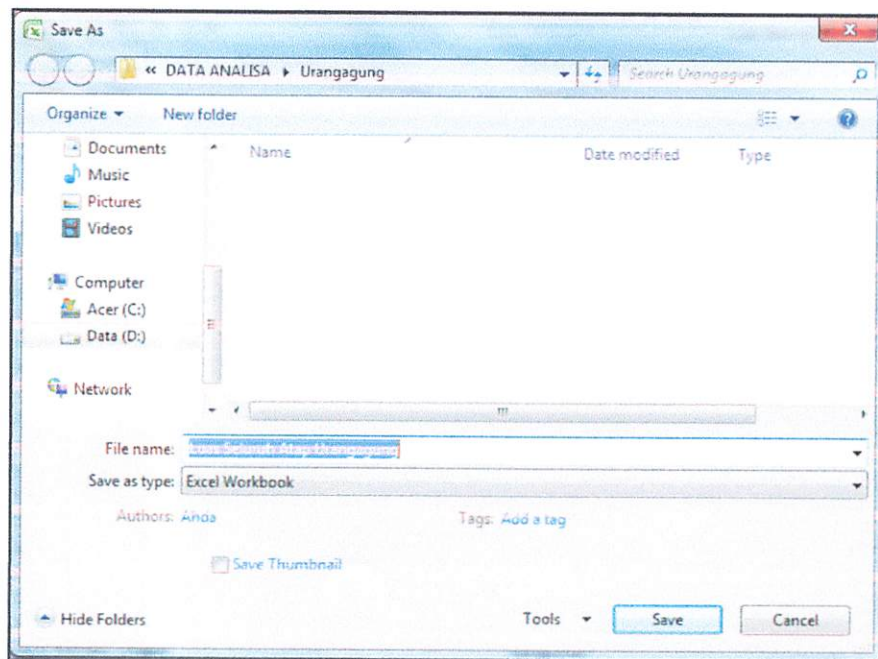 Save As
« DATA ANALISA ▸ Urangagung
Search Urangagung
Organize
New folder
Documents
Music
Pictures
Videos
Computer
Acer (C:)
Data (D:)
Network
Name
Date modified
Type
File name: Urangagung
Save as type: Excel Workbook
Authors:
Tags: Add a tag
Save Thumbnail
Hide Folders
Tools
Save
Cancel